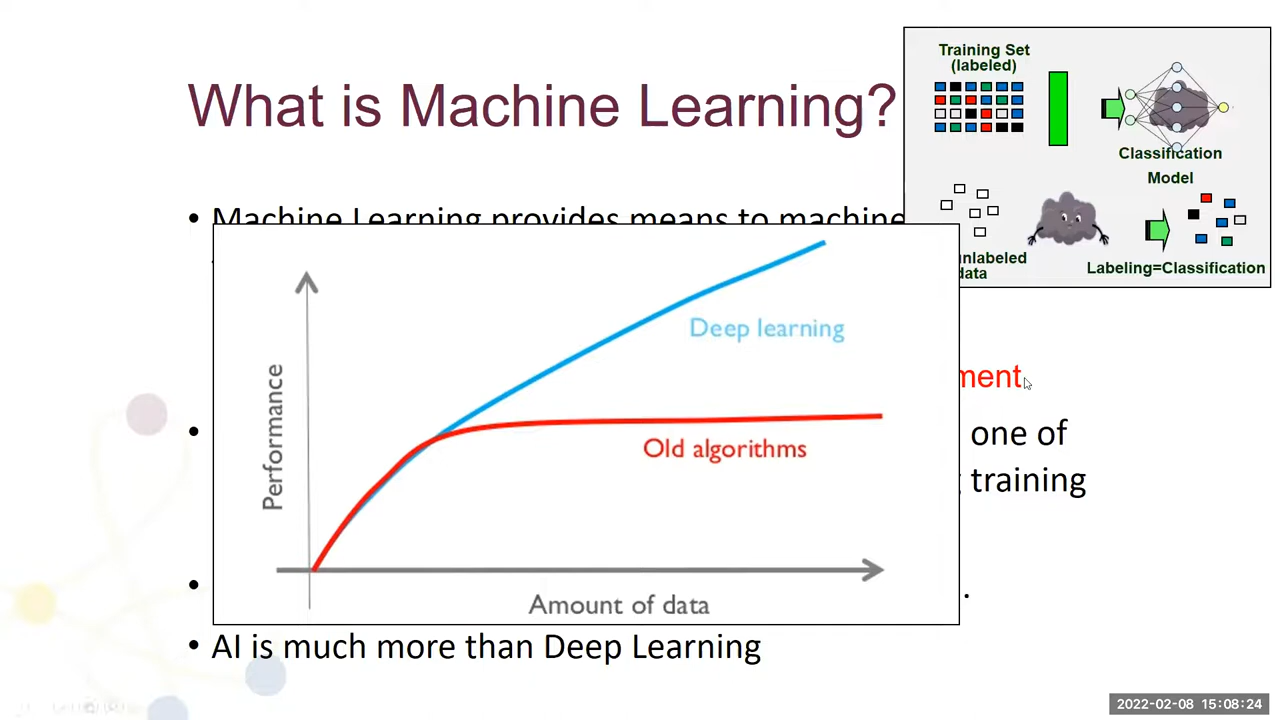 What is Machine Learning?
Training Set
(labeled)
Classification
Model
unlabeled
data
Labeling=Classification
• Machine Learning provides means to machine
ment.
• one of
training
• .
• AI is much more than Deep Learning
Performance
Deep learning
Old algorithms
Amount of data
2022-02-08 15:08:24